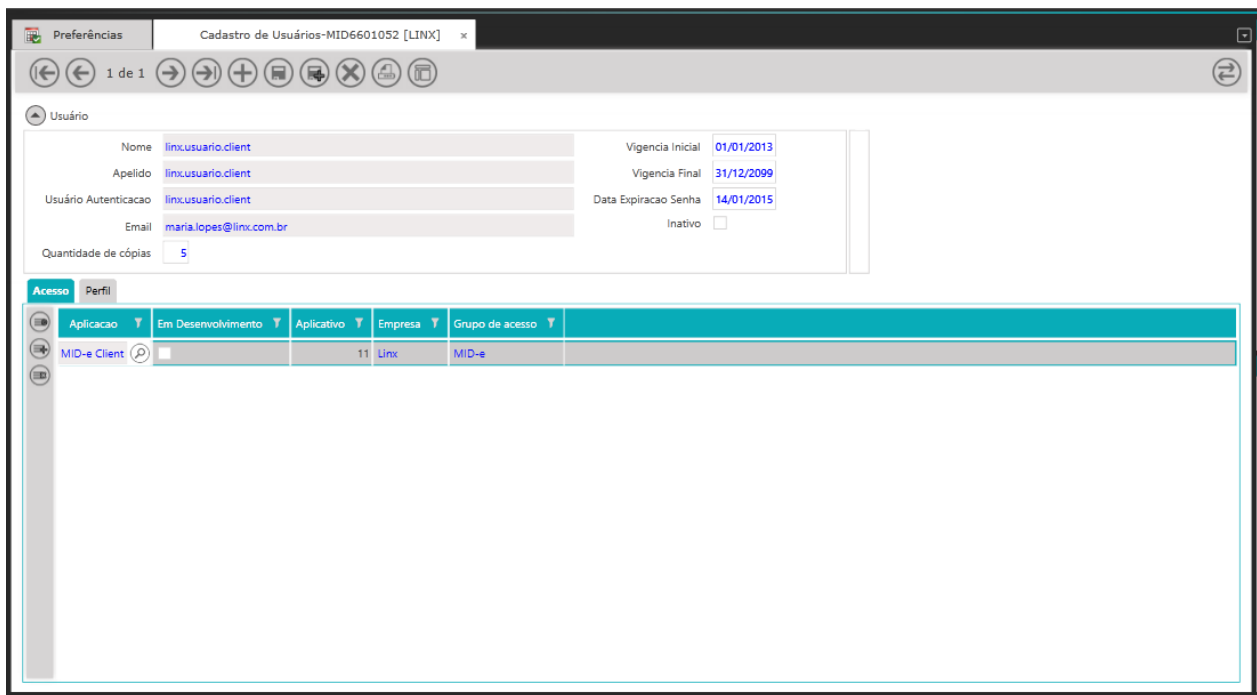 Preferências Cadastro de Usuários-MID6601052 [LINX] ×
1 de 1
Usuário
Nome linx.usuario.client Vigencia Inicial 01/01/2013
Apelido linx.usuario.client Vigencia Final 31/12/2099
Usuário Autenticacao linx.usuario.client Data Expiracao Senha 14/01/2015
Email maria.lopes@linx.com.br Inativo
Quantidade de cópias 5
Acesso Perfil
Aplicacao Em Desenvolvimento Aplicativo Empresa Grupo de acesso
MID-e Client 11 Linx MID-e